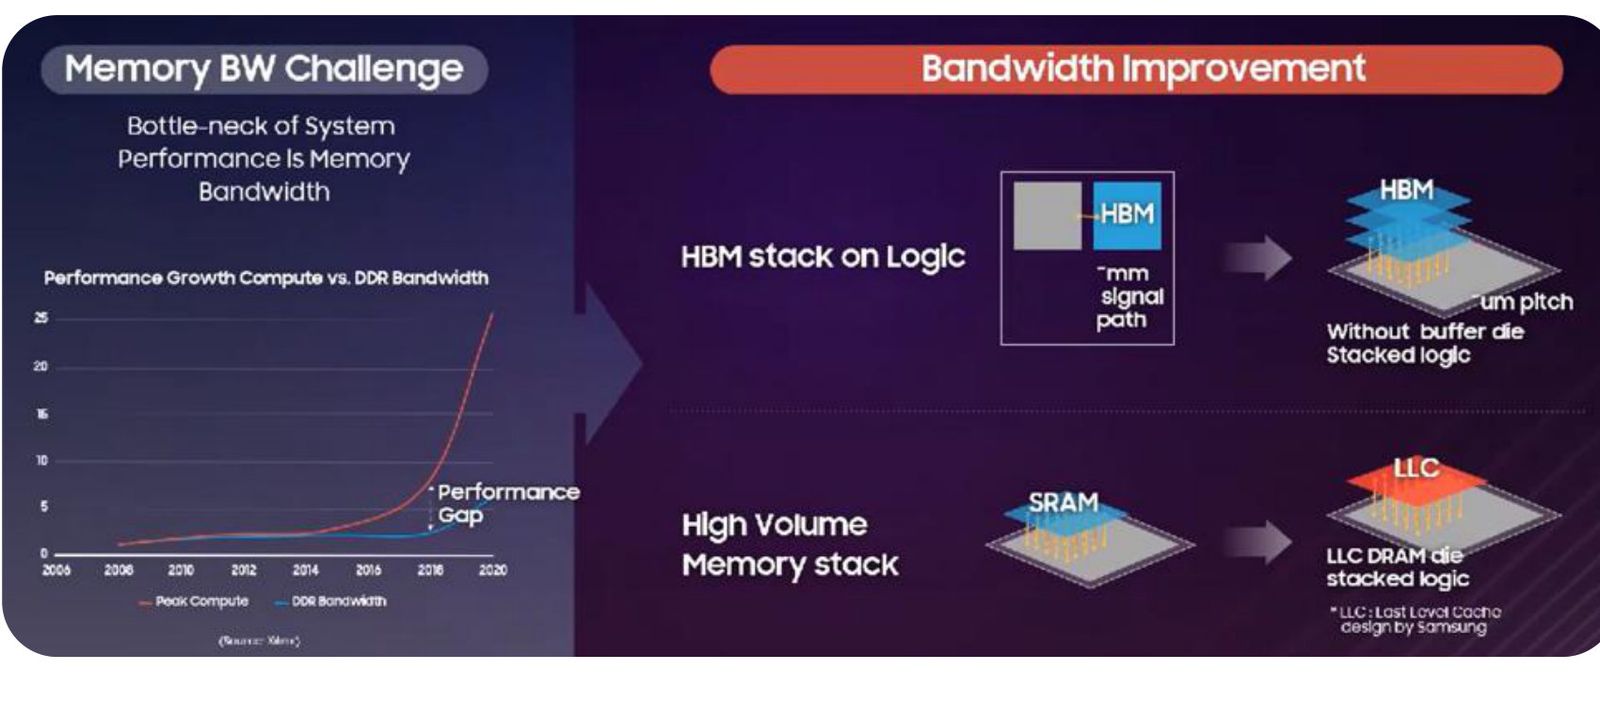 Memory BW Challenge
Bottle-neck of System
Performance Is Memory
Bandwidth
Performance Growth Compute vs. DDR Bandwidth
25
20
15
10
5
0
2006 2008 2010 2012 2014 2016 2018 2020
Performance
Gap
Peak Compute DDR Bandwidth
(Source: Xilinx)
Bandwidth Improvement
HBM stack on Logic
HBM
~mm
signal
path
HBM
~um pitch
Without buffer die
Stacked logic
High Volume
Memory stack
SRAM
LLC
LLC DRAM die
stacked logic
* LLC : Last Level Cache
design by Samsung